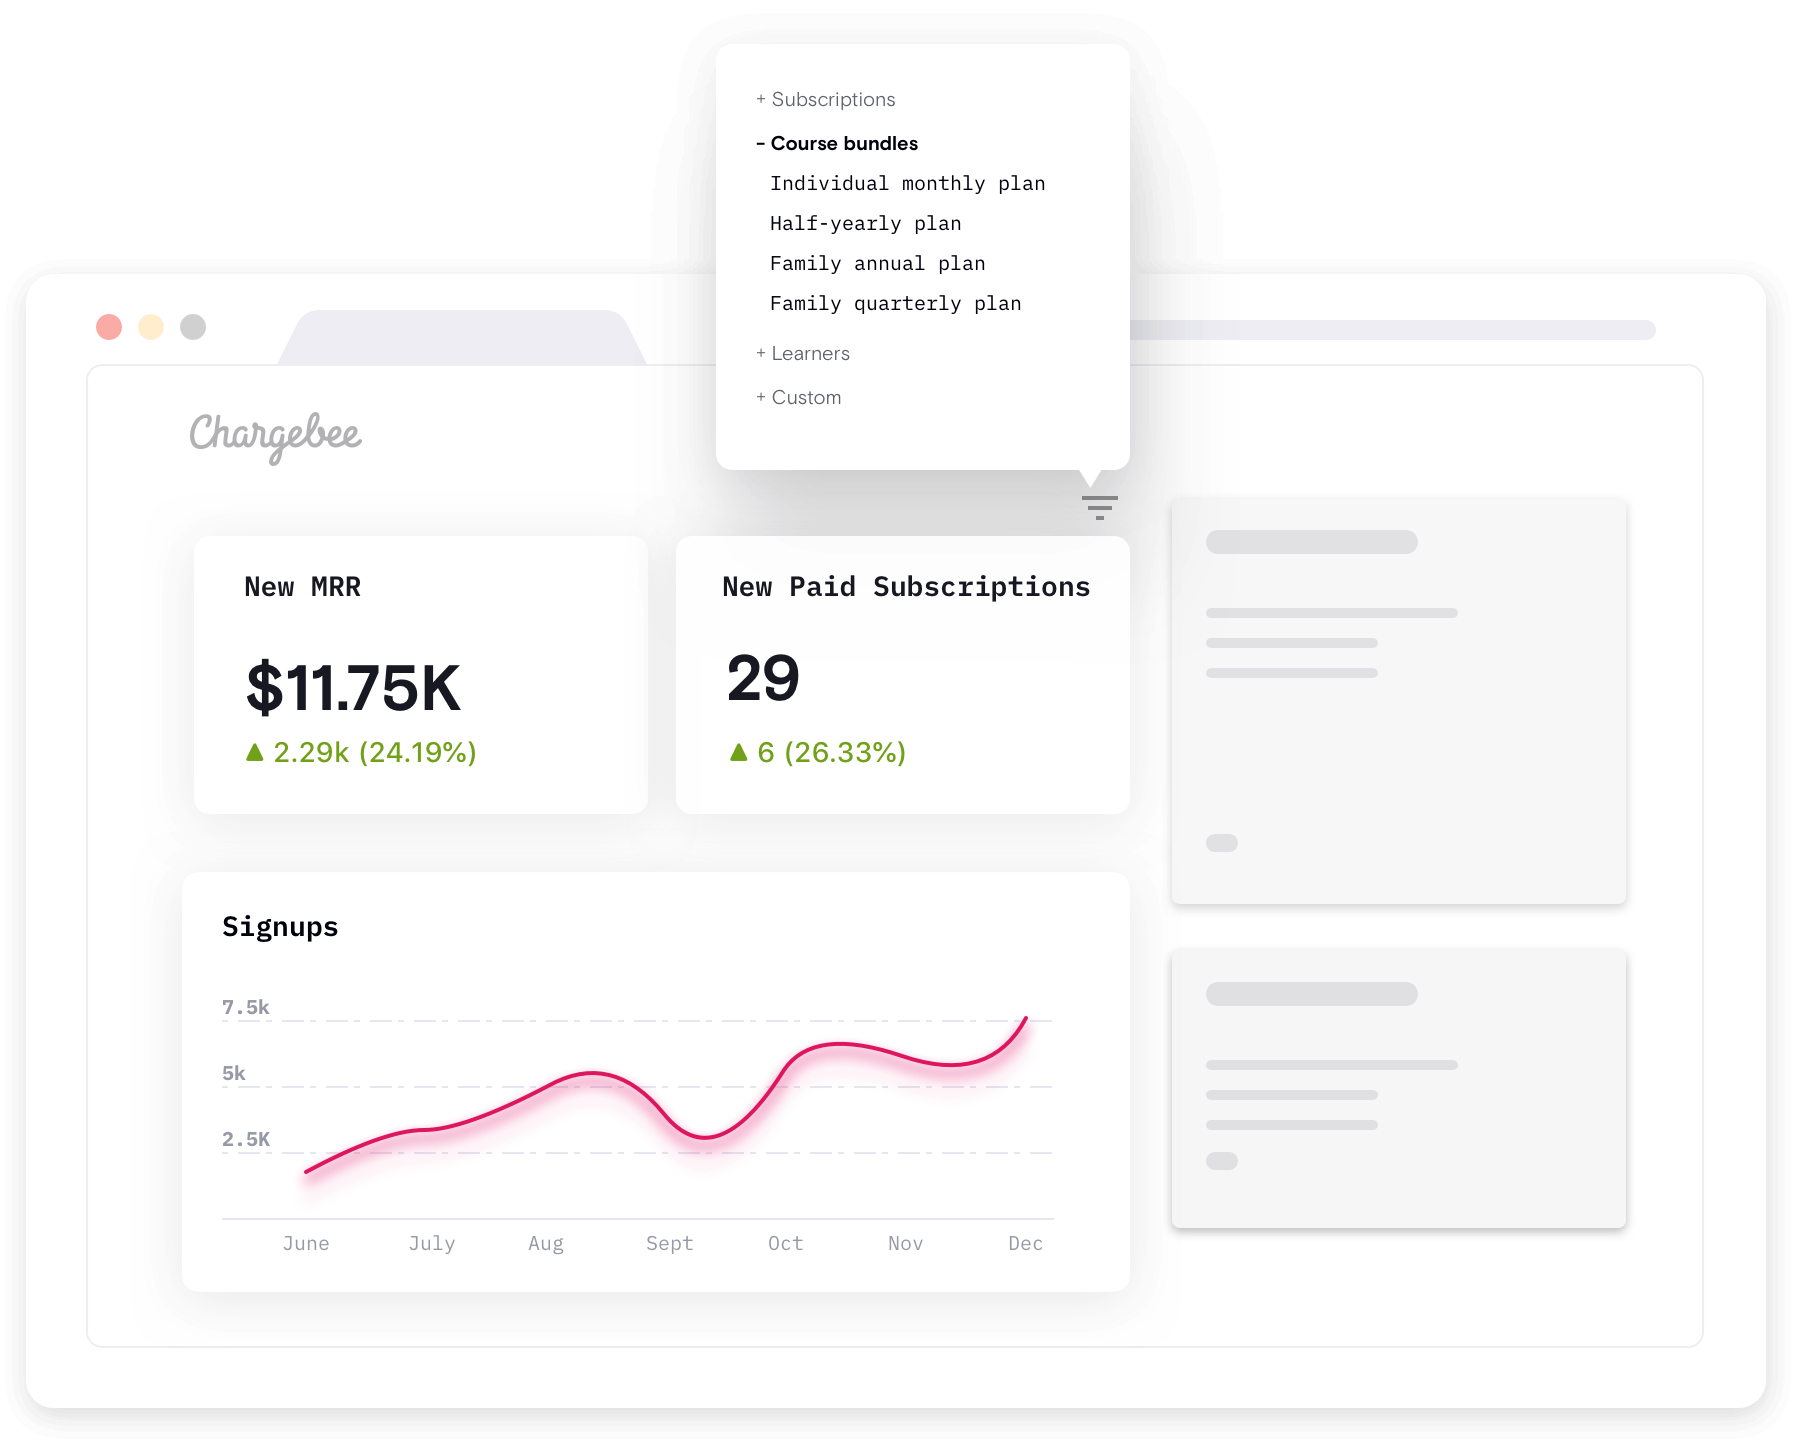 + Subscriptions
- Course bundles
Individual monthly plan
Half-yearly plan
Family annual plan
Family quarterly plan
+ Learners
+ Custom
Chargebee
New MRR
$11.75K
▲ 2.29k (24.19%)
New Paid Subscriptions
29
▲ 6 (26.33%)
Signups
7.5k
5k
2.5K
June July Aug Sept Oct Nov Dec